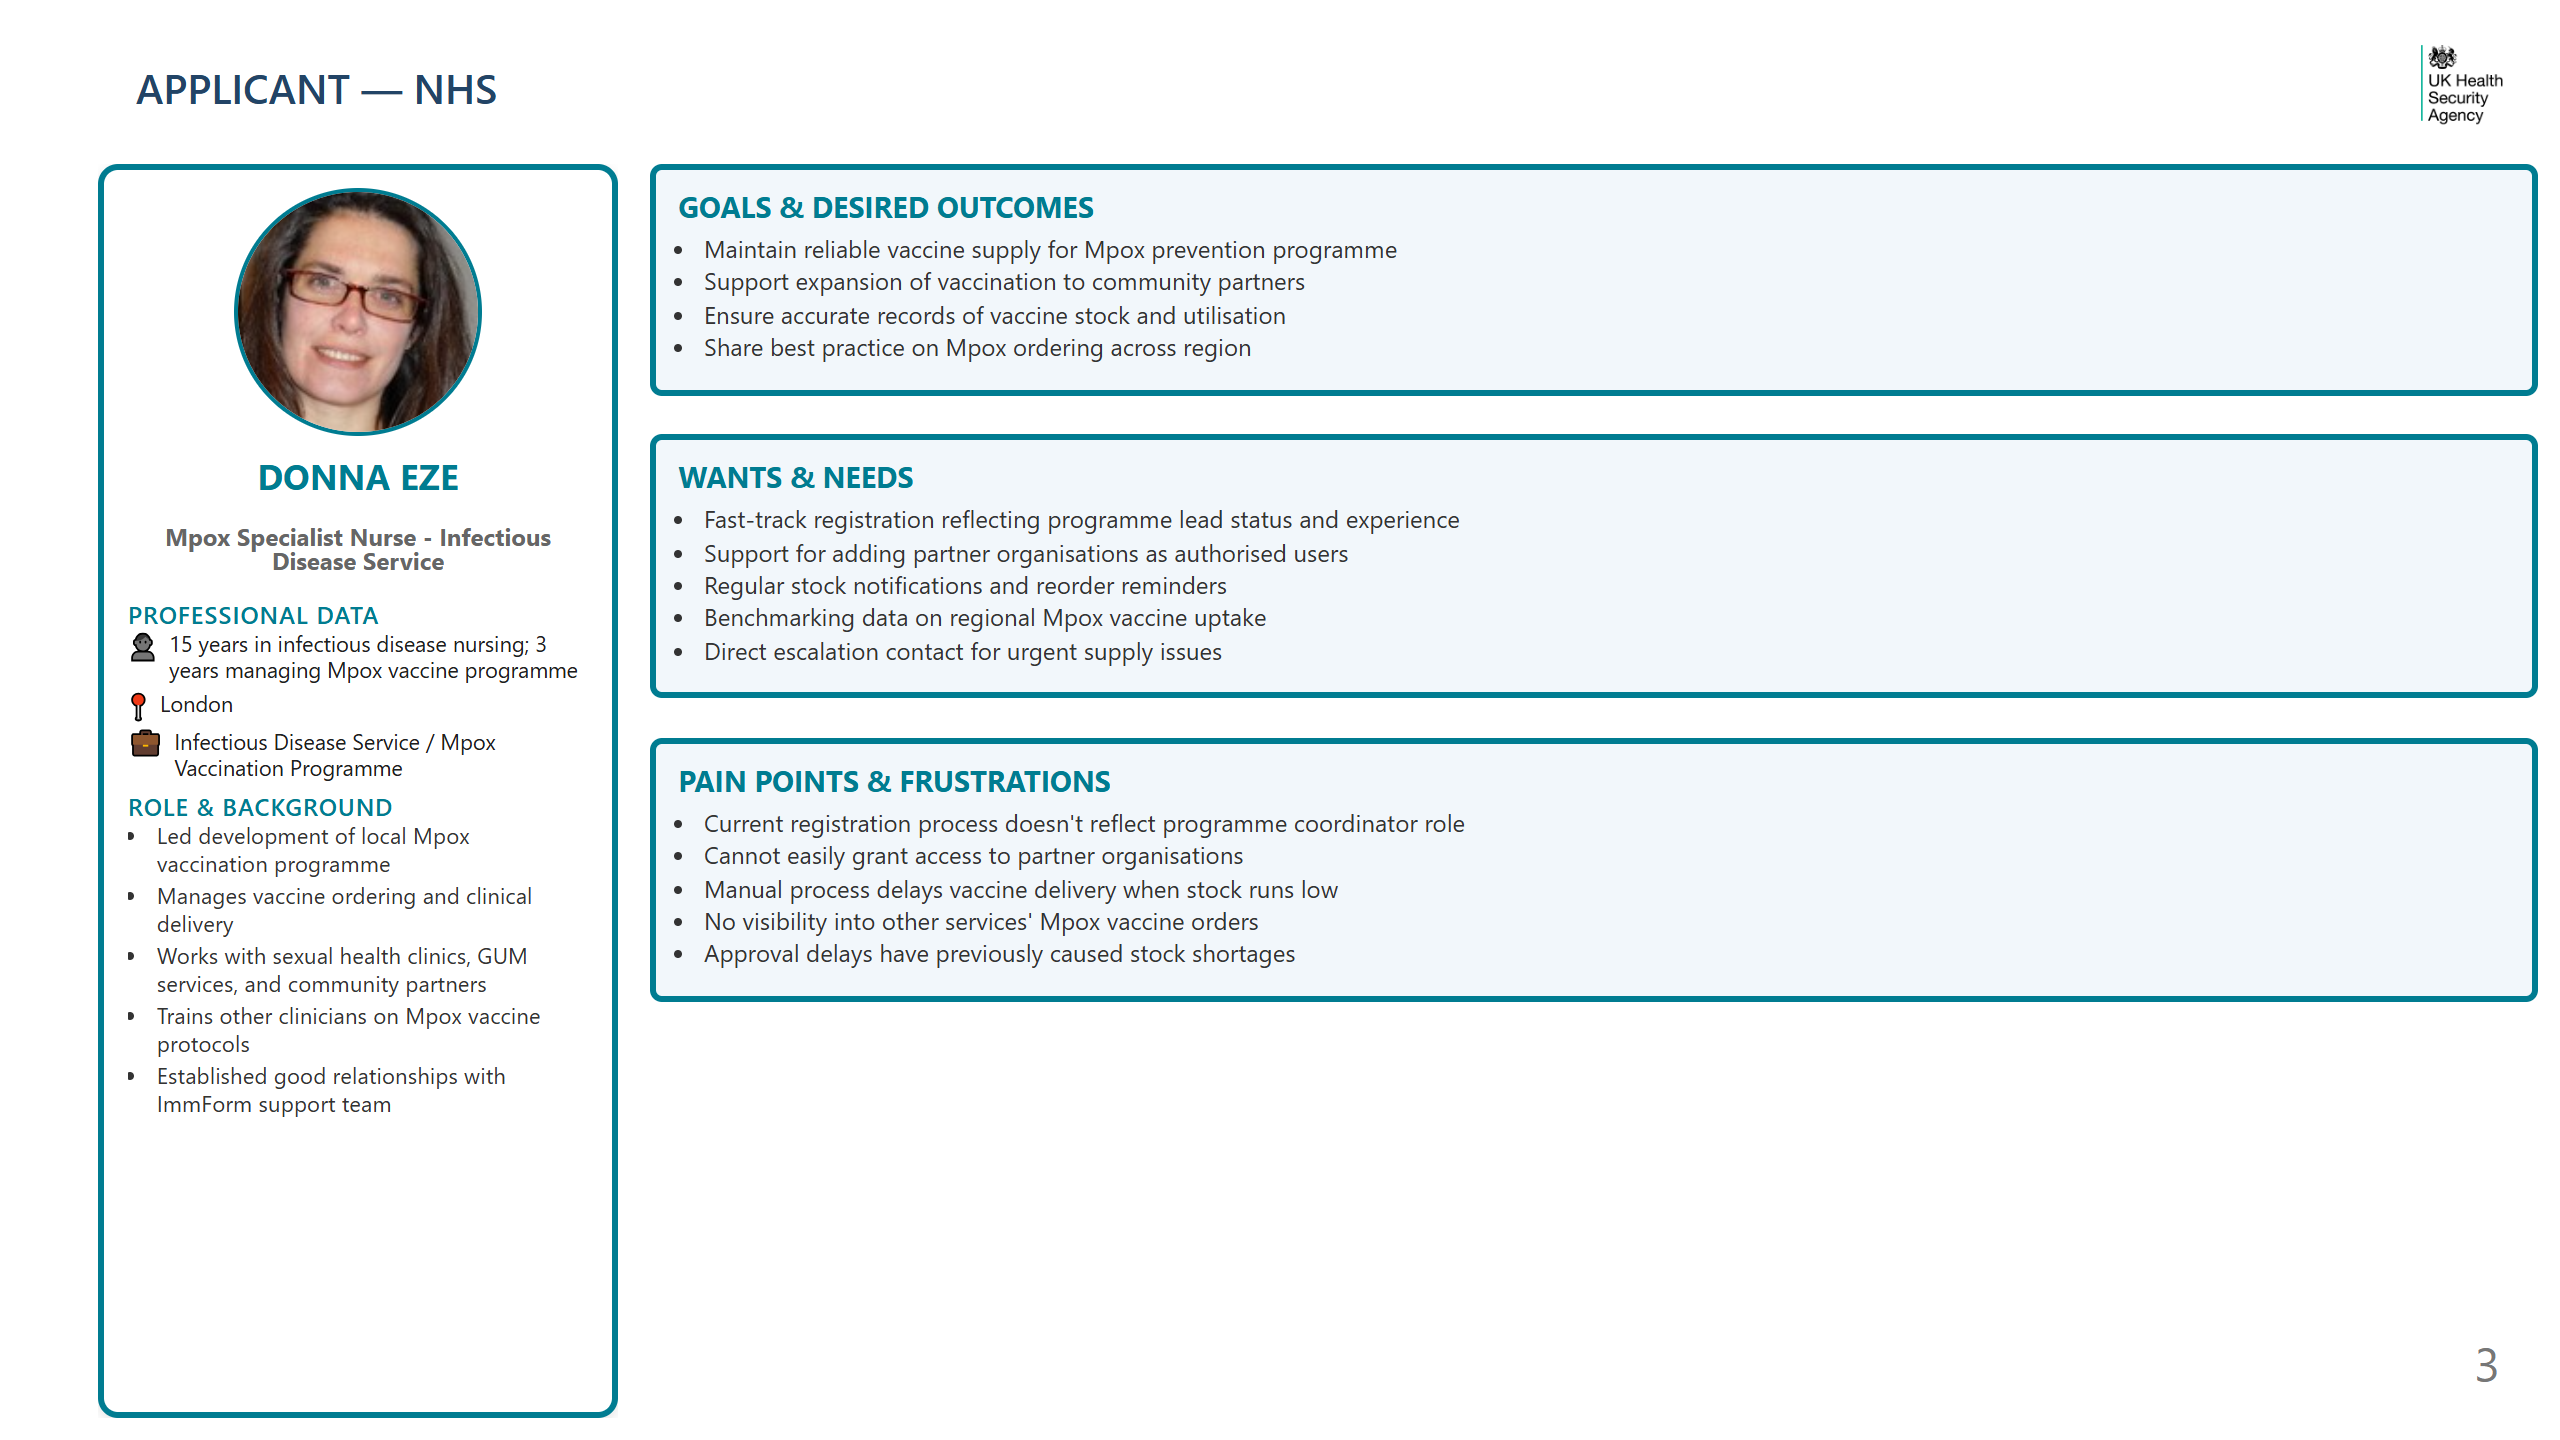 APPLICANT — NHS
UK Health
Security
Agency
DONNA EZE
Mpox Specialist Nurse - Infectious
Disease Service
PROFESSIONAL DATA
15 years in infectious disease nursing; 3
years managing Mpox vaccine programme
London
Infectious Disease Service / Mpox
Vaccination Programme
ROLE & BACKGROUND
• Led development of local Mpox
vaccination programme
• Manages vaccine ordering and clinical
delivery
• Works with sexual health clinics, GUM
services, and community partners
• Trains other clinicians on Mpox vaccine
protocols
• Established good relationships with
ImmForm support team
GOALS & DESIRED OUTCOMES
• Maintain reliable vaccine supply for Mpox prevention programme
• Support expansion of vaccination to community partners
• Ensure accurate records of vaccine stock and utilisation
• Share best practice on Mpox ordering across region
WANTS & NEEDS
• Fast-track registration reflecting programme lead status and experience
• Support for adding partner organisations as authorised users
• Regular stock notifications and reorder reminders
• Benchmarking data on regional Mpox vaccine uptake
• Direct escalation contact for urgent supply issues
PAIN POINTS & FRUSTRATIONS
• Current registration process doesn't reflect programme coordinator role
• Cannot easily grant access to partner organisations
• Manual process delays vaccine delivery when stock runs low
• No visibility into other services' Mpox vaccine orders
• Approval delays have previously caused stock shortages
3